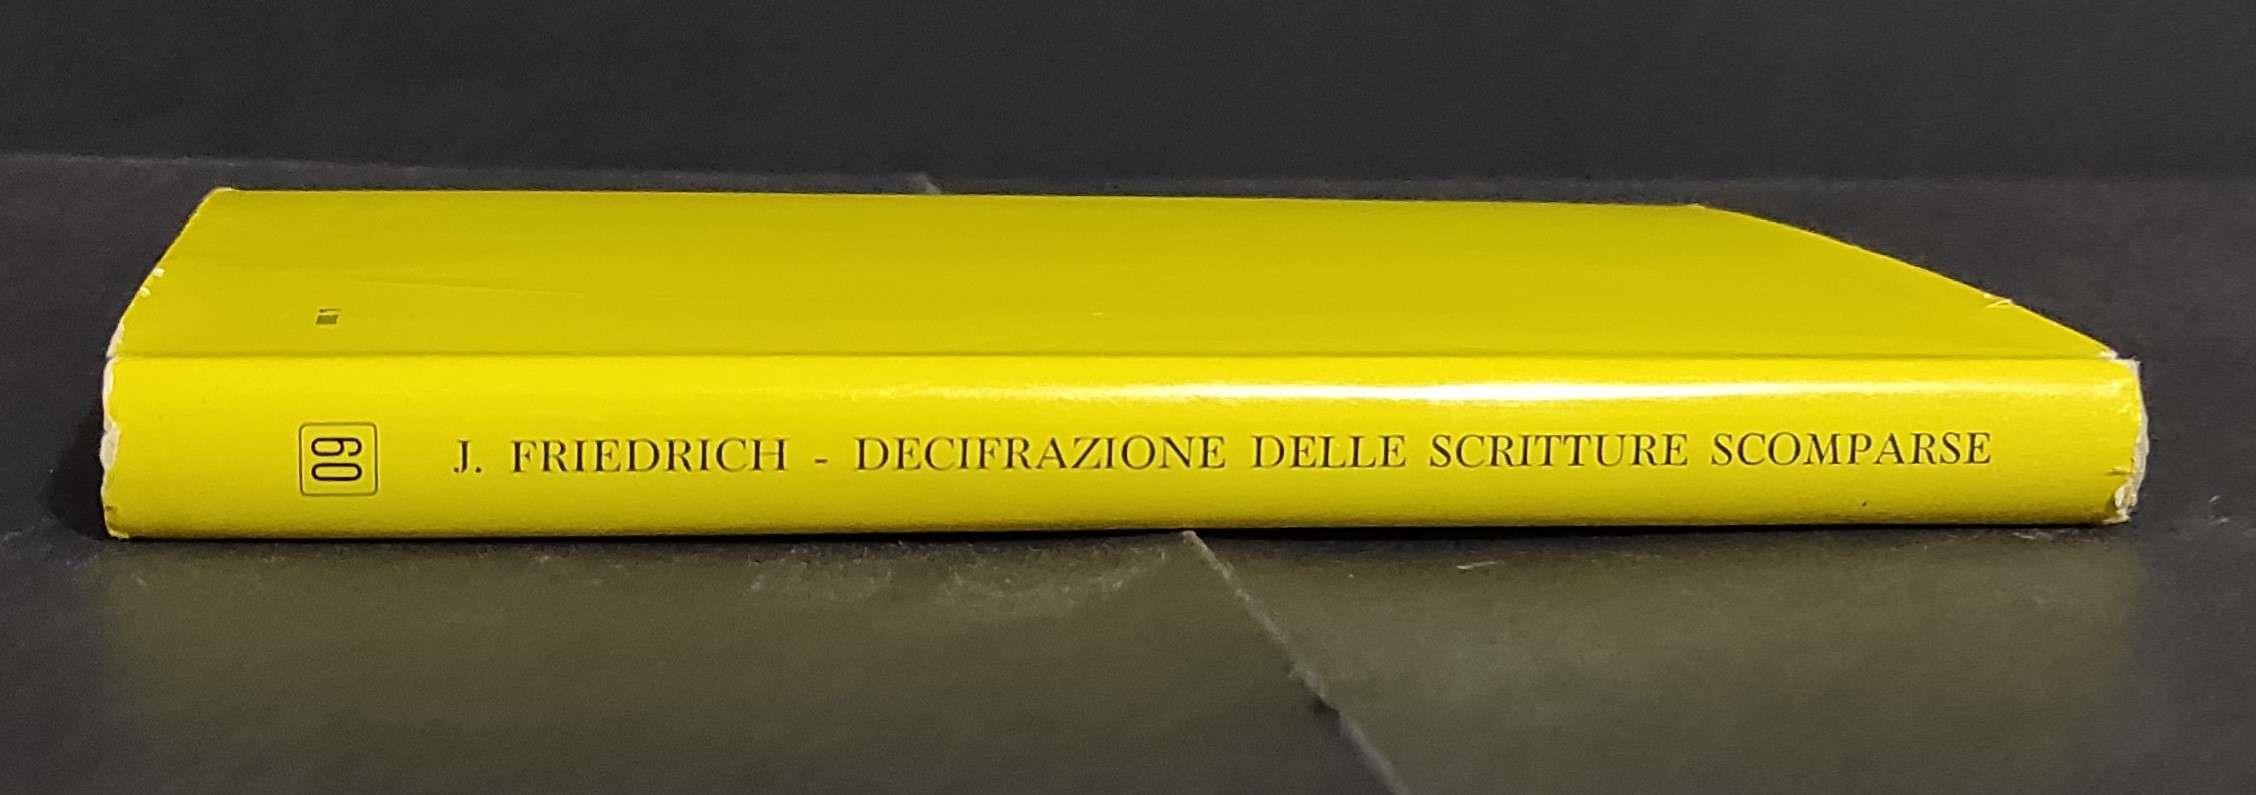 60
J. FRIEDRICH - DECIFRAZIONE DELLE SCRITTURE SCOMPARSE